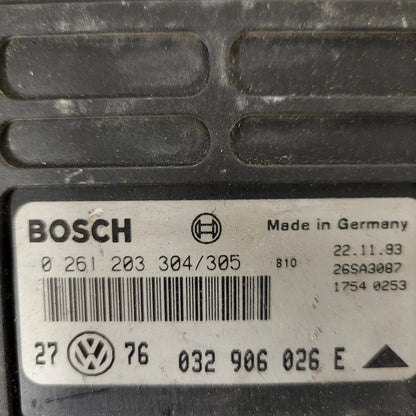 Made in Germany
BOSCH
22.11.93
0 261 203 304/305 810 26SA3087
1754 0253
27 VW 76 032 906 026 E